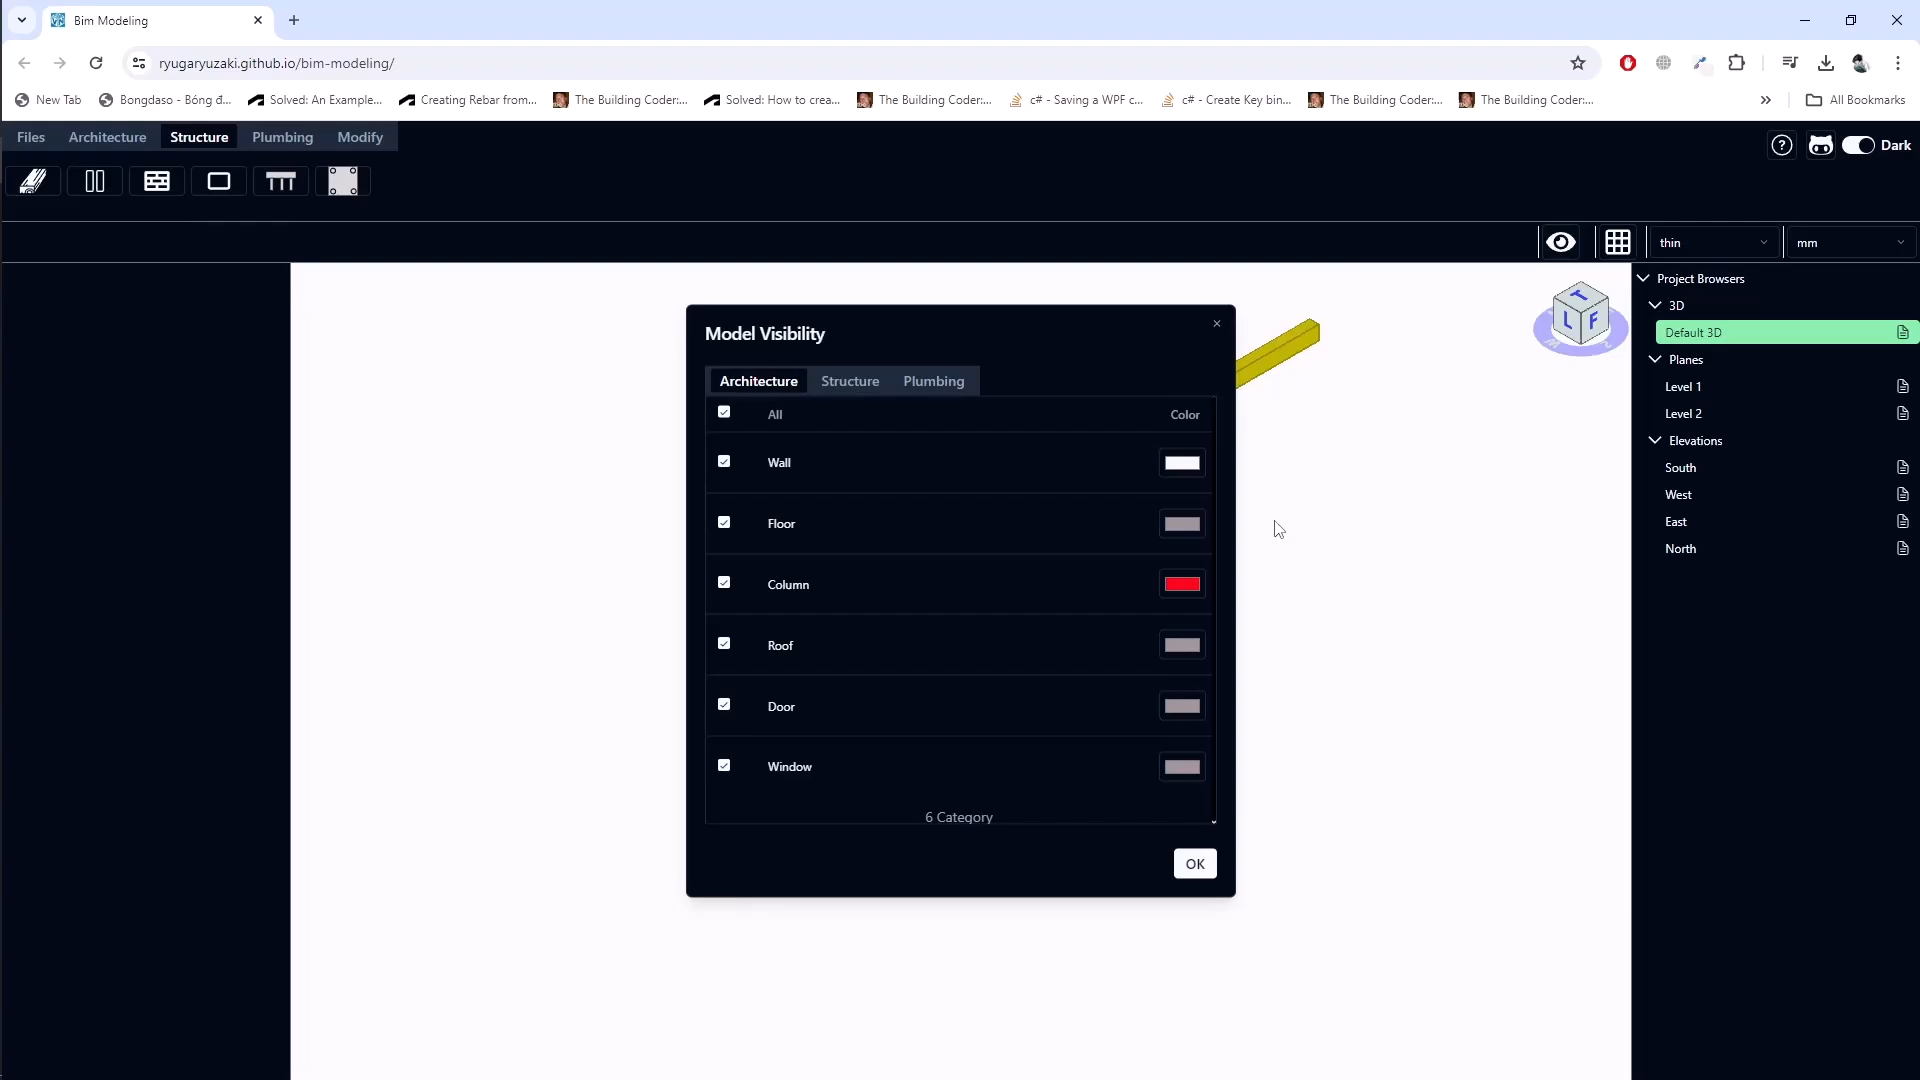 Bim Modeling
ryugaryuzaki.github.io/bim-modeling/
New Tab
Bongdaso - Bóng đ...
Solved: An Example...
Creating Rebar from...
The Building Coder:...
Solved: How to crea...
The Building Coder:...
c# - Saving a WPF c...
c# - Create Key bin...
The Building Coder:...
The Building Coder:...
All Bookmarks
Files
Architecture
Structure
Plumbing
Modify
Dark
thin
mm
Project Browsers
3D
Default 3D
Planes
Level 1
Level 2
Elevations
South
West
East
North
T
L
F
Model Visibility
Architecture
Structure
Plumbing
All
Color
Wall
Floor
Column
Roof
Door
Window
6 Category
OK